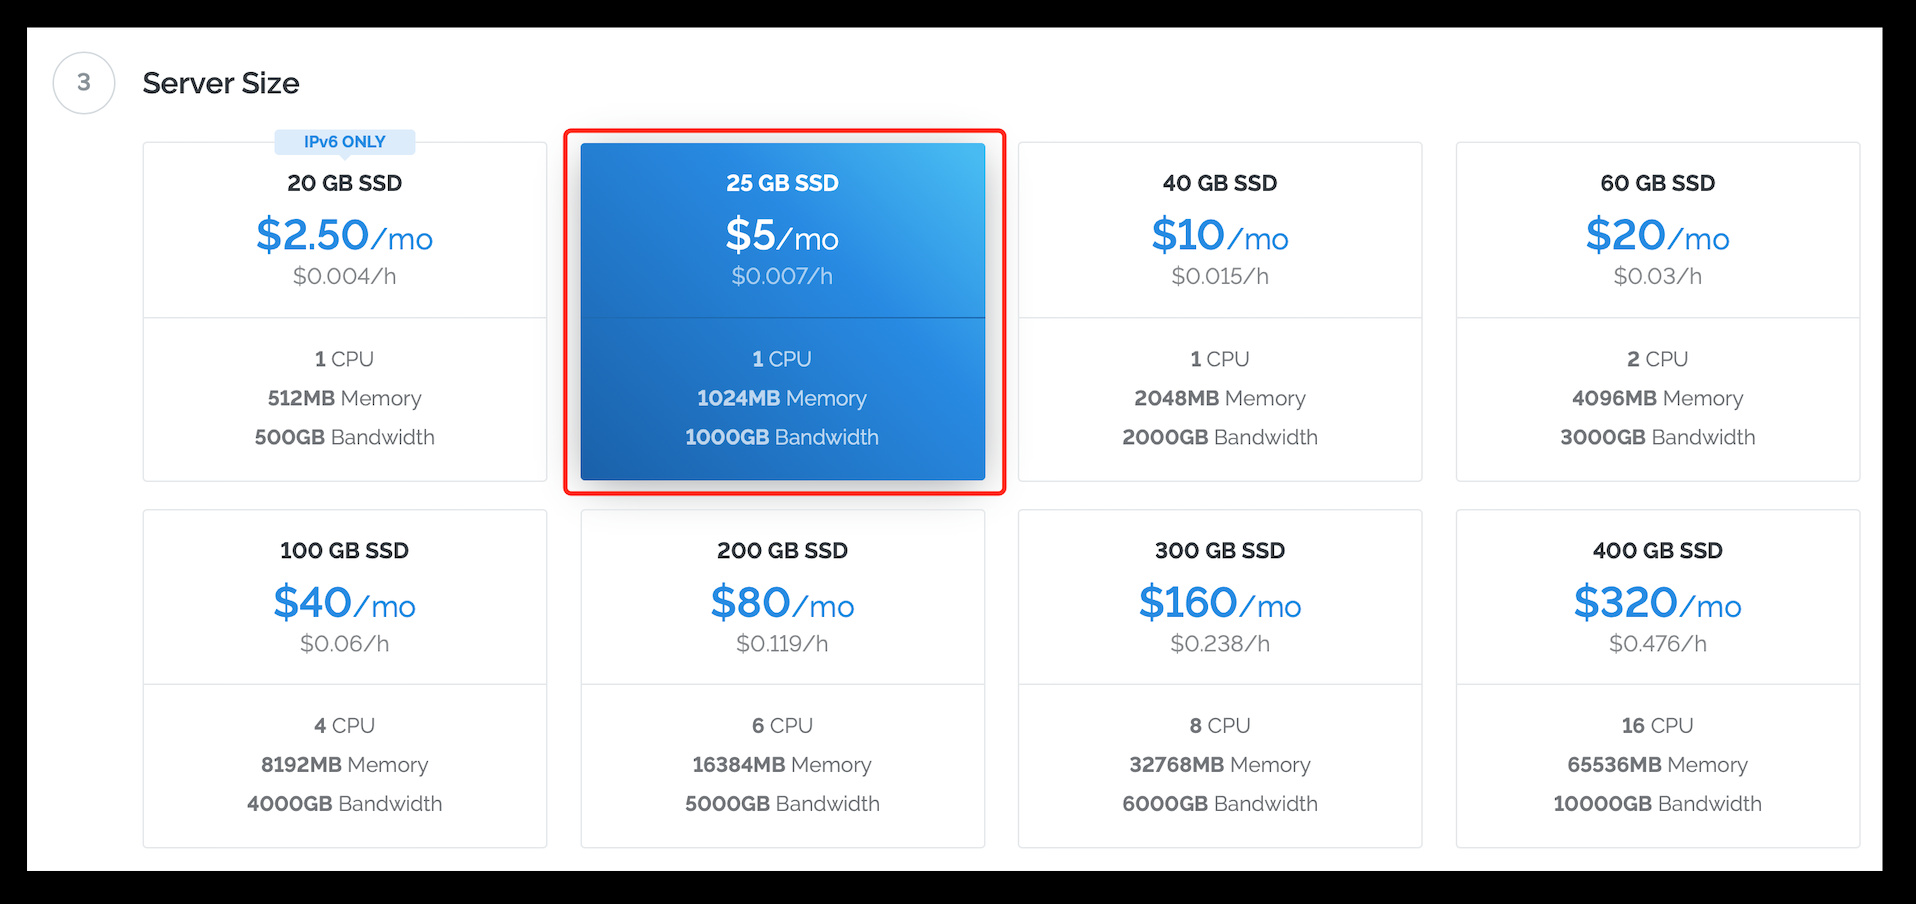 3
Server Size
IPv6 ONLY
20 GB SSD
$2.50/mo
$0.004/h
1 CPU
512MB Memory
500GB Bandwidth
25 GB SSD
$5/mo
$0.007/h
1 CPU
1024MB Memory
1000GB Bandwidth
40 GB SSD
$10/mo
$0.015/h
1 CPU
2048MB Memory
2000GB Bandwidth
60 GB SSD
$20/mo
$0.03/h
2 CPU
4096MB Memory
3000GB Bandwidth
100 GB SSD
$40/mo
$0.06/h
4 CPU
8192MB Memory
4000GB Bandwidth
200 GB SSD
$80/mo
$0.119/h
6 CPU
16384MB Memory
5000GB Bandwidth
300 GB SSD
$160/mo
$0.238/h
8 CPU
32768MB Memory
6000GB Bandwidth
400 GB SSD
$320/mo
$0.476/h
16 CPU
65536MB Memory
10000GB Bandwidth